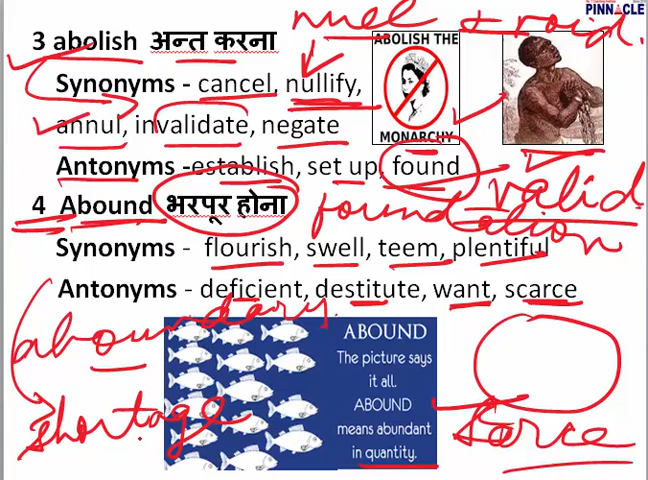 PINNACLE
null + void.
3 abolish अन्त करना
ABOLISH THE
Synonyms - cancel, nullify,
annul, invalidate, negate
MONARCHY
Antonyms -establish, set up, found
valid
4 Abound भरपूर होना
foundation
Synonyms - flourish, swell, teem, plentiful
Antonyms - deficient, destitute, want, scarce
aboundary
ABOUND
The picture says
it all.
ABOUND
means abundant
in quantity.
shortage